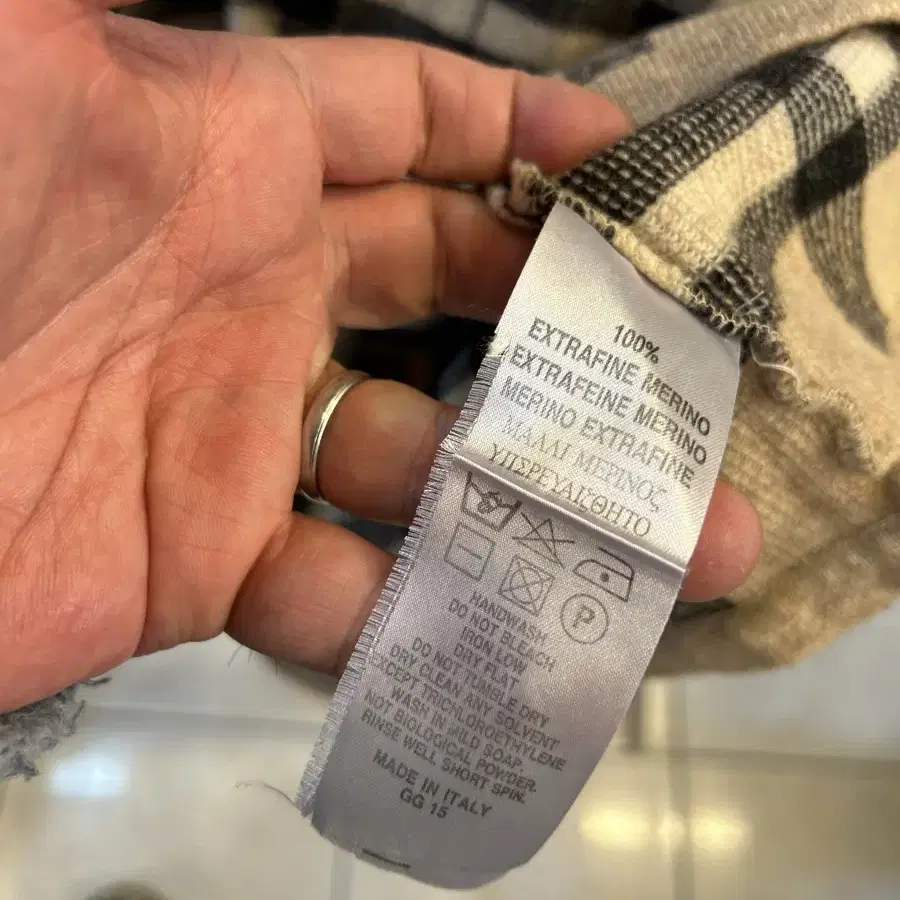 100%
EXTRAFINE MERINO
EXTRAFEINE MERINO
MERINO EXTRAFINE
ΜΑΛΛΙ ΜΕΡΙΝΟΣ
ΥΠΕΡΕΥΑΙΣΘΗΤΟ
P
HANDWASH
DO NOT BLEACH
IRON LOW
DRY FLAT
DO NOT TUMBLE DRY
DRY CLEAN ANY SOLVENT
EXCEPT TRICHLOROETHYLENE
WASH IN MILD SOAP.
NOT BIOLOGICAL POWDER.
RINSE WELL SHORT SPIN.
MADE IN ITALY
GG 15